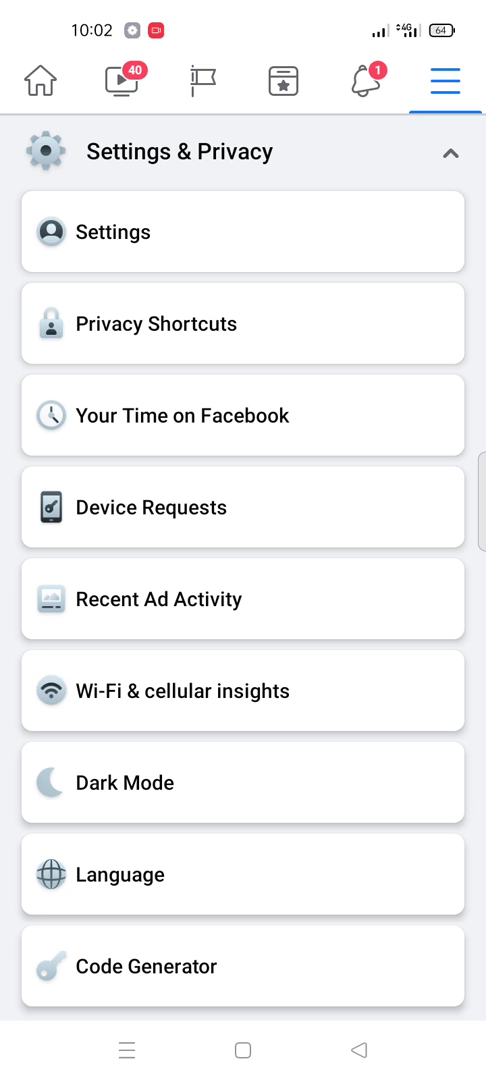 10:02
4G
64
40
1
Settings & Privacy
Settings
Privacy Shortcuts
Your Time on Facebook
Device Requests
Recent Ad Activity
Wi-Fi & cellular insights
Dark Mode
Language
Code Generator